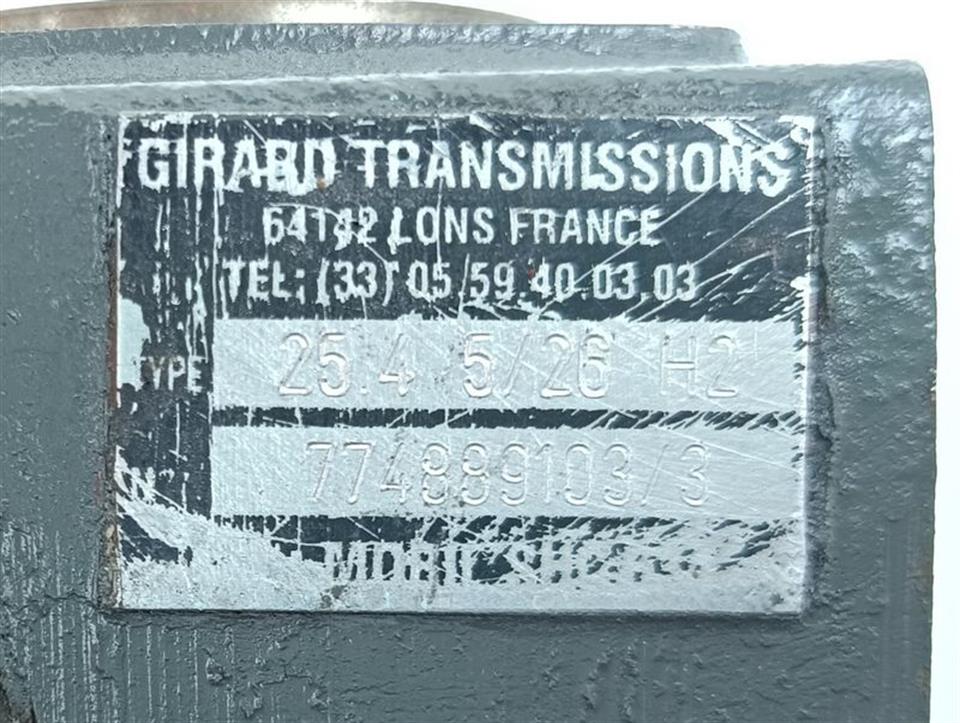 GIRARD TRANSMISSIONS
64142 LONS FRANCE
TEL: (33) 05 59 40.03.03
TYPE 25.4 5/26 H2
774889103/3